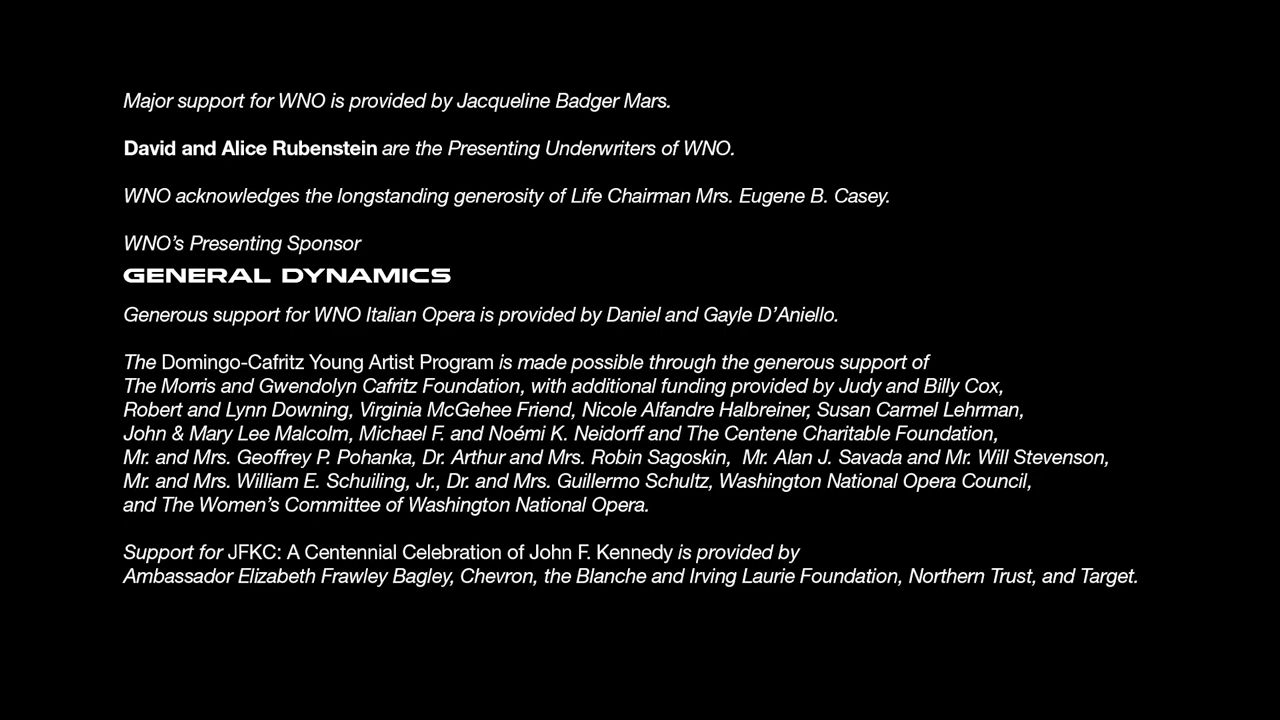 Major support for WNO is provided by Jacqueline Badger Mars.
David and Alice Rubenstein are the Presenting Underwriters of WNO.
WNO acknowledges the longstanding generosity of Life Chairman Mrs. Eugene B. Casey.
WNO’s Presenting Sponsor
GENERAL DYNAMICS
Generous support for WNO Italian Opera is provided by Daniel and Gayle D’Aniello.
The Domingo-Cafritz Young Artist Program is made possible through the generous support of
The Morris and Gwendolyn Cafritz Foundation, with additional funding provided by Judy and Billy Cox,
Robert and Lynn Downing, Virginia McGehee Friend, Nicole Alfandre Halbreiner, Susan Carmel Lehrman,
John & Mary Lee Malcolm, Michael F. and Noémi K. Neidorff and The Centene Charitable Foundation,
Mr. and Mrs. Geoffrey P. Pohanka, Dr. Arthur and Mrs. Robin Sagoskin,  Mr. Alan J. Savada and Mr. Will Stevenson,
Mr. and Mrs. William E. Schuiling, Jr., Dr. and Mrs. Guillermo Schultz, Washington National Opera Council,
and The Women’s Committee of Washington National Opera.
Support for JFKC: A Centennial Celebration of John F. Kennedy is provided by
Ambassador Elizabeth Frawley Bagley, Chevron, the Blanche and Irving Laurie Foundation, Northern Trust, and Target.